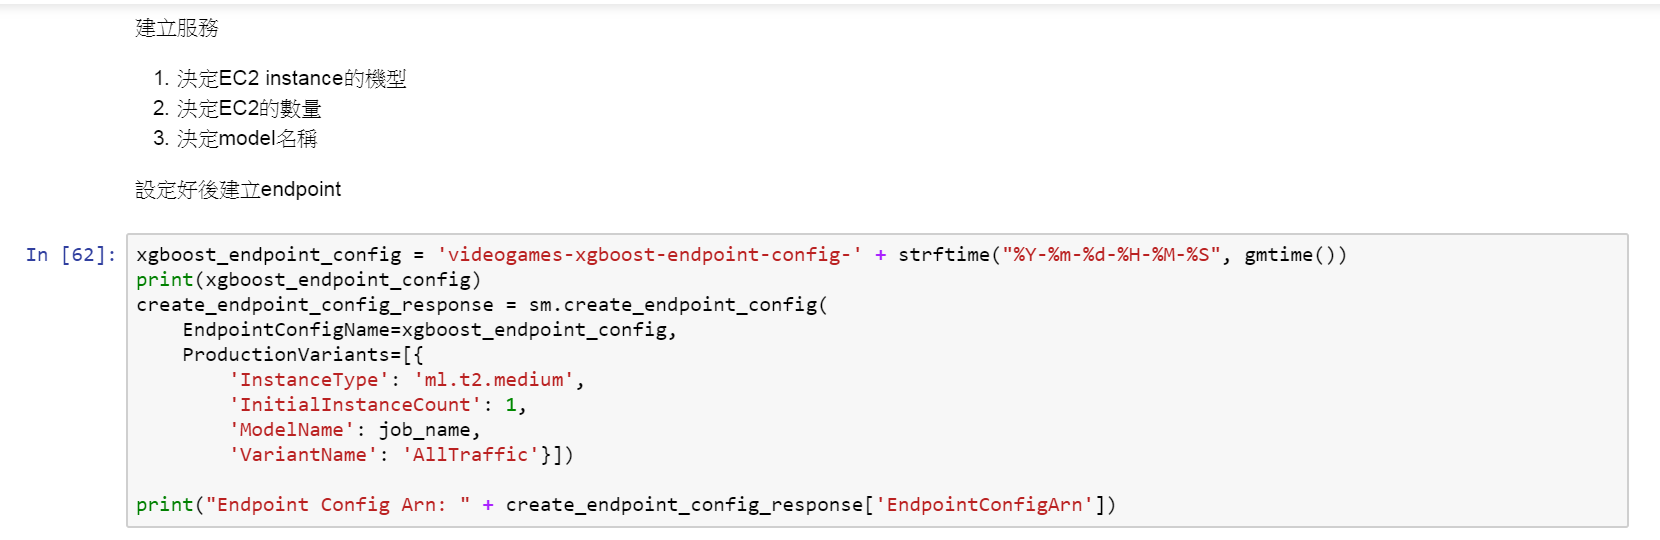 建立服務
1. 決定EC2 instance的機型
2. 決定EC2的數量
3. 決定model名稱
設定好後建立endpoint
In [62]:
xgboost_endpoint_config = 'videogames-xgboost-endpoint-config-' + strftime("%Y-%m-%d-%H-%M-%S", gmtime())
print(xgboost_endpoint_config)
create_endpoint_config_response = sm.create_endpoint_config(
    EndpointConfigName=xgboost_endpoint_config,
    ProductionVariants=[{
        'InstanceType': 'ml.t2.medium',
        'InitialInstanceCount': 1,
        'ModelName': job_name,
        'VariantName': 'AllTraffic'}])
print("Endpoint Config Arn: " + create_endpoint_config_response['EndpointConfigArn'])